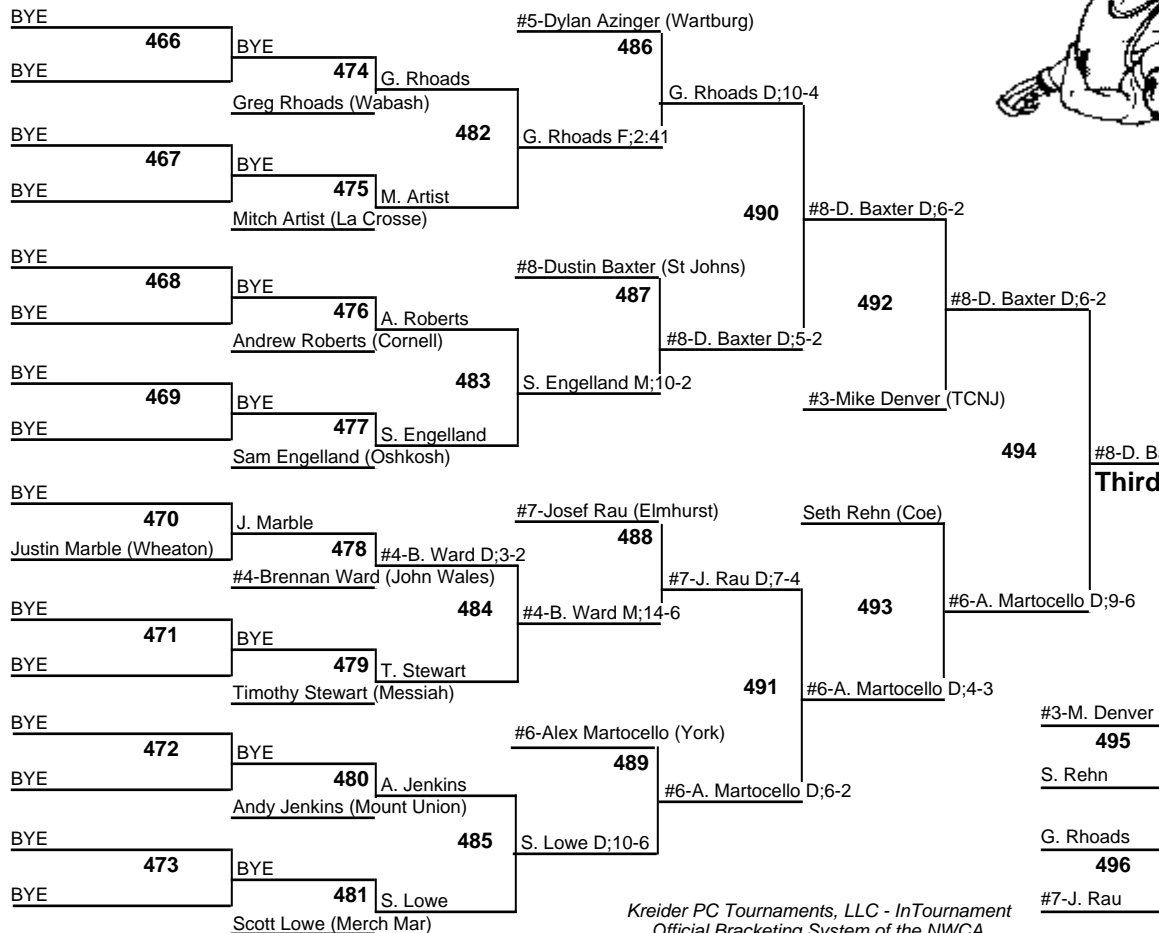 BYE
466
BYE
BYE
474
G. Rhoads
Greg Rhoads (Wabash)
482
G. Rhoads F;2:41
BYE
467
BYE
BYE
475
M. Artist
Mitch Artist (La Crosse)
#5-Dylan Azinger (Wartburg)
486
G. Rhoads D;10-4
490
#8-D. Baxter D;6-2
BYE
468
BYE
BYE
476
A. Roberts
Andrew Roberts (Cornell)
483
S. Engelland M;10-2
BYE
469
BYE
BYE
477
S. Engelland
Sam Engelland (Oshkosh)
#8-Dustin Baxter (St Johns)
487
#8-D. Baxter D;5-2
492
#8-D. Baxter D;6-2
#3-Mike Denver (TCNJ)
494
#8-D. B
Third
BYE
470
J. Marble
Justin Marble (Wheaton)
478
#4-B. Ward D;3-2
#4-Brennan Ward (John Wales)
484
#4-B. Ward M;14-6
BYE
471
BYE
BYE
479
T. Stewart
Timothy Stewart (Messiah)
#7-Josef Rau (Elmhurst)
488
#7-J. Rau D;7-4
Seth Rehn (Coe)
493
#6-A. Martocello D;9-6
491
#6-A. Martocello D;4-3
BYE
472
BYE
BYE
480
A. Jenkins
Andy Jenkins (Mount Union)
485
S. Lowe D;10-6
BYE
473
BYE
BYE
481
S. Lowe
Scott Lowe (Merch Mar)
#6-Alex Martocello (York)
489
#6-A. Martocello D;6-2
#3-M. Denver
495
S. Rehn
G. Rhoads
496
#7-J. Rau
Kreider PC Tournaments, LLC - InTournament
Official Bracketing System of the NWCA